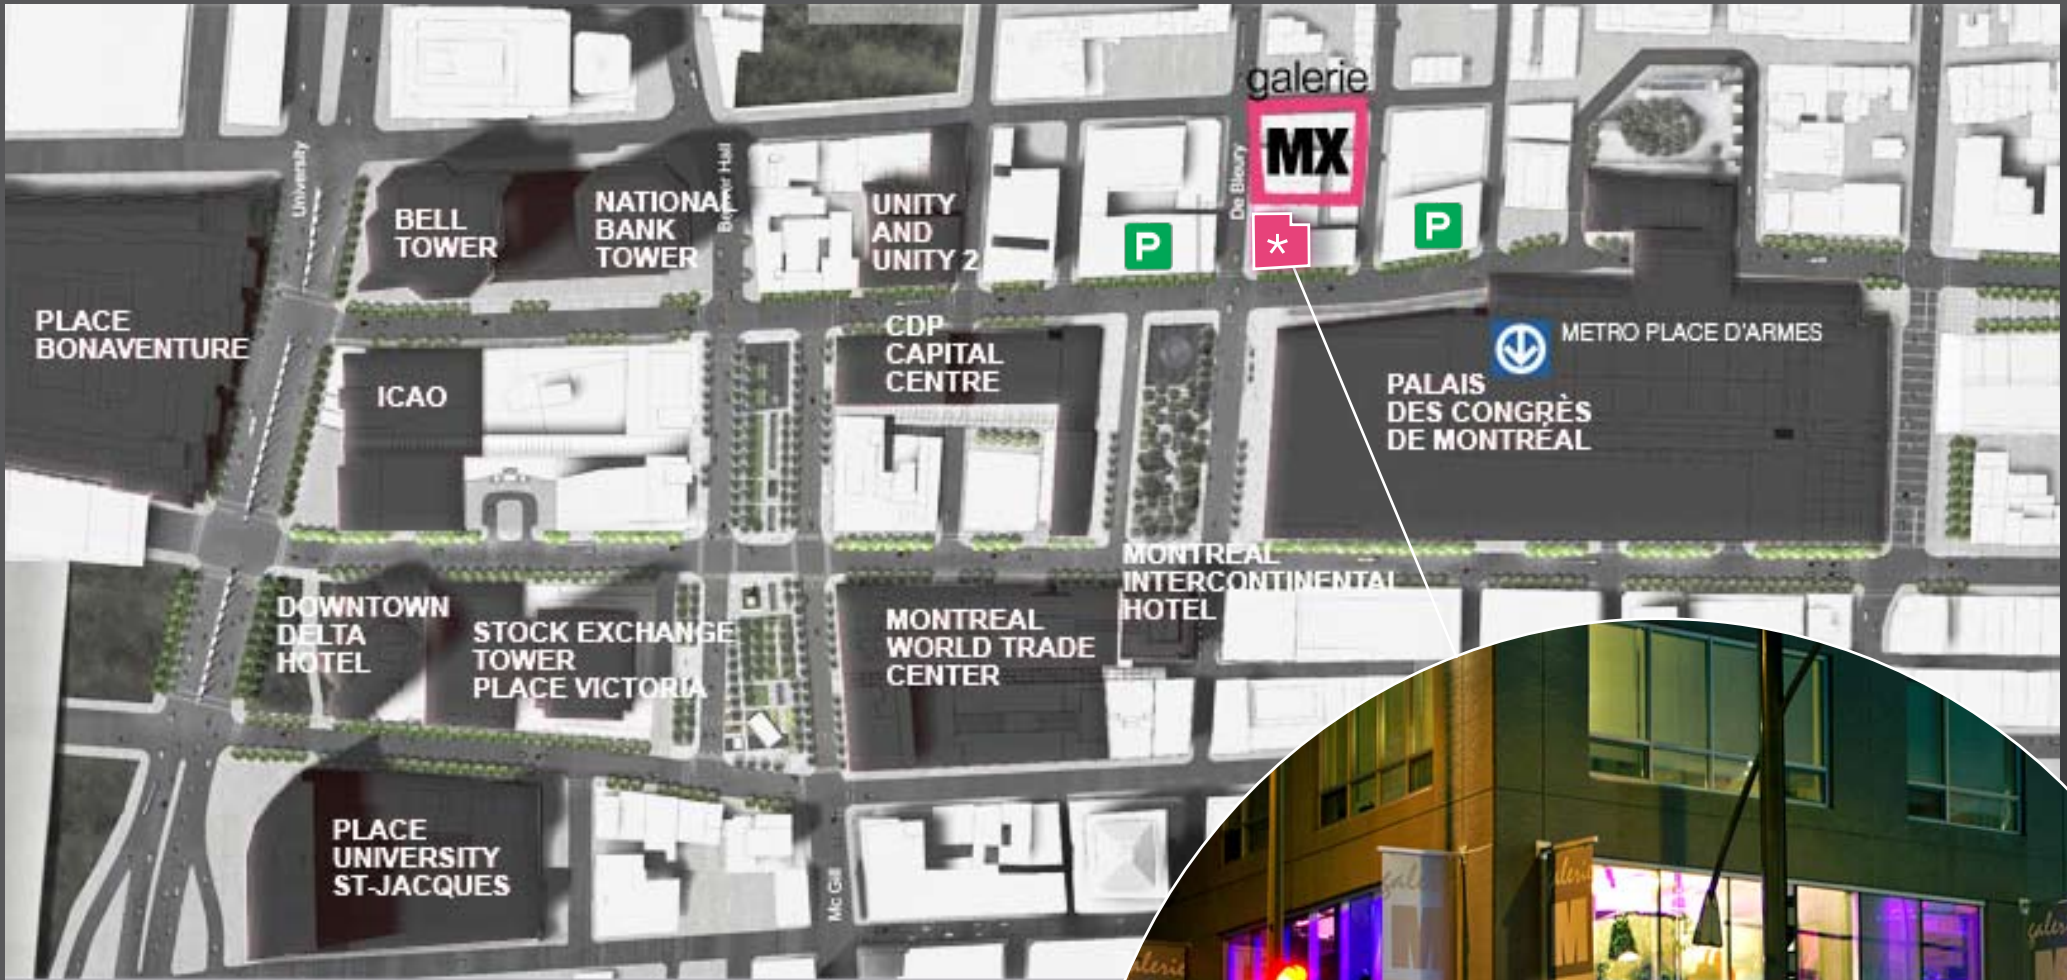 galerie
MX
University
Beaver Hall
De Bleury
BELL
TOWER
NATIONAL
BANK
TOWER
UNITY
AND
UNITY 2
P
*
P
PLACE
BONAVENTURE
ICAO
CDP
CAPITAL
CENTRE
METRO PLACE D'ARMES
PALAIS
DES CONGRÈS
DE MONTRÉAL
DOWNTOWN
DELTA
HOTEL
STOCK EXCHANGE
TOWER
PLACE VICTORIA
MONTREAL
WORLD TRADE
CENTER
MONTREAL
INTERCONTINENTAL
HOTEL
PLACE
UNIVERSITY
ST-JACQUES
Mc Gill
M
M